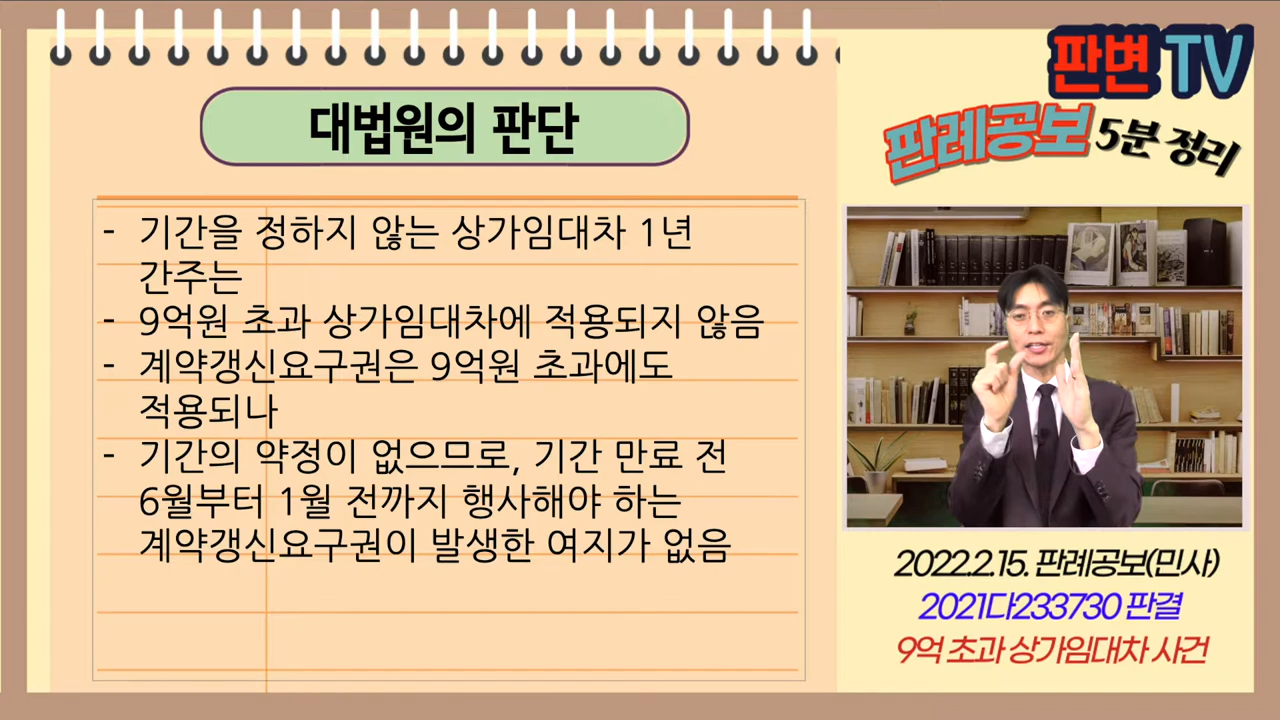 대법원의 판단
- 기간을 정하지 않는 상가임대차 1년
간주는
- 9억원 초과 상가임대차에 적용되지 않음
- 계약갱신요구권은 9억원 초과에도
적용되나
- 기간의 약정이 없으므로, 기간 만료 전
6월부터 1월 전까지 행사해야 하는
계약갱신요구권이 발생한 여지가 없음
판변 TV
판례공보 5분 정리
2022.2.15. 판례공보(민사)
2021다233730 판결
9억 초과 상가임대차 사건